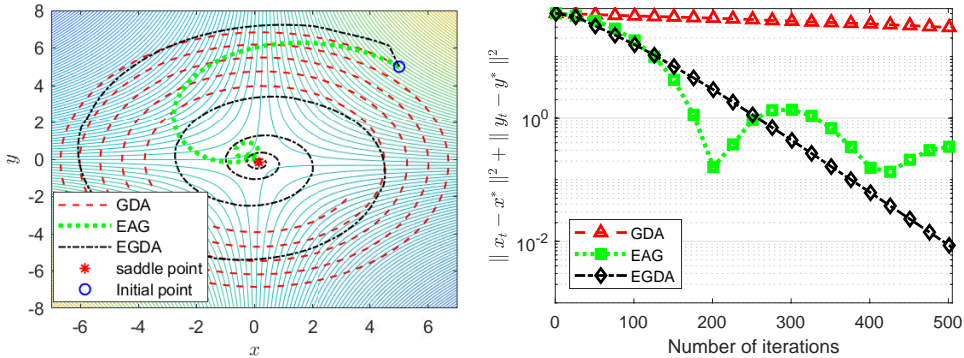 8
6
4
2
0
-2
-4
-6
-8
y
-6 -4 -2 0 2 4 6
x
GDA
EAG
EGDA
saddle point
Initial point
∥ x_t − x* ∥² + ∥ y_t − y* ∥²
10⁰
10⁻²
0 100 200 300 400 500
Number of iterations
GDA
EAG
EGDA